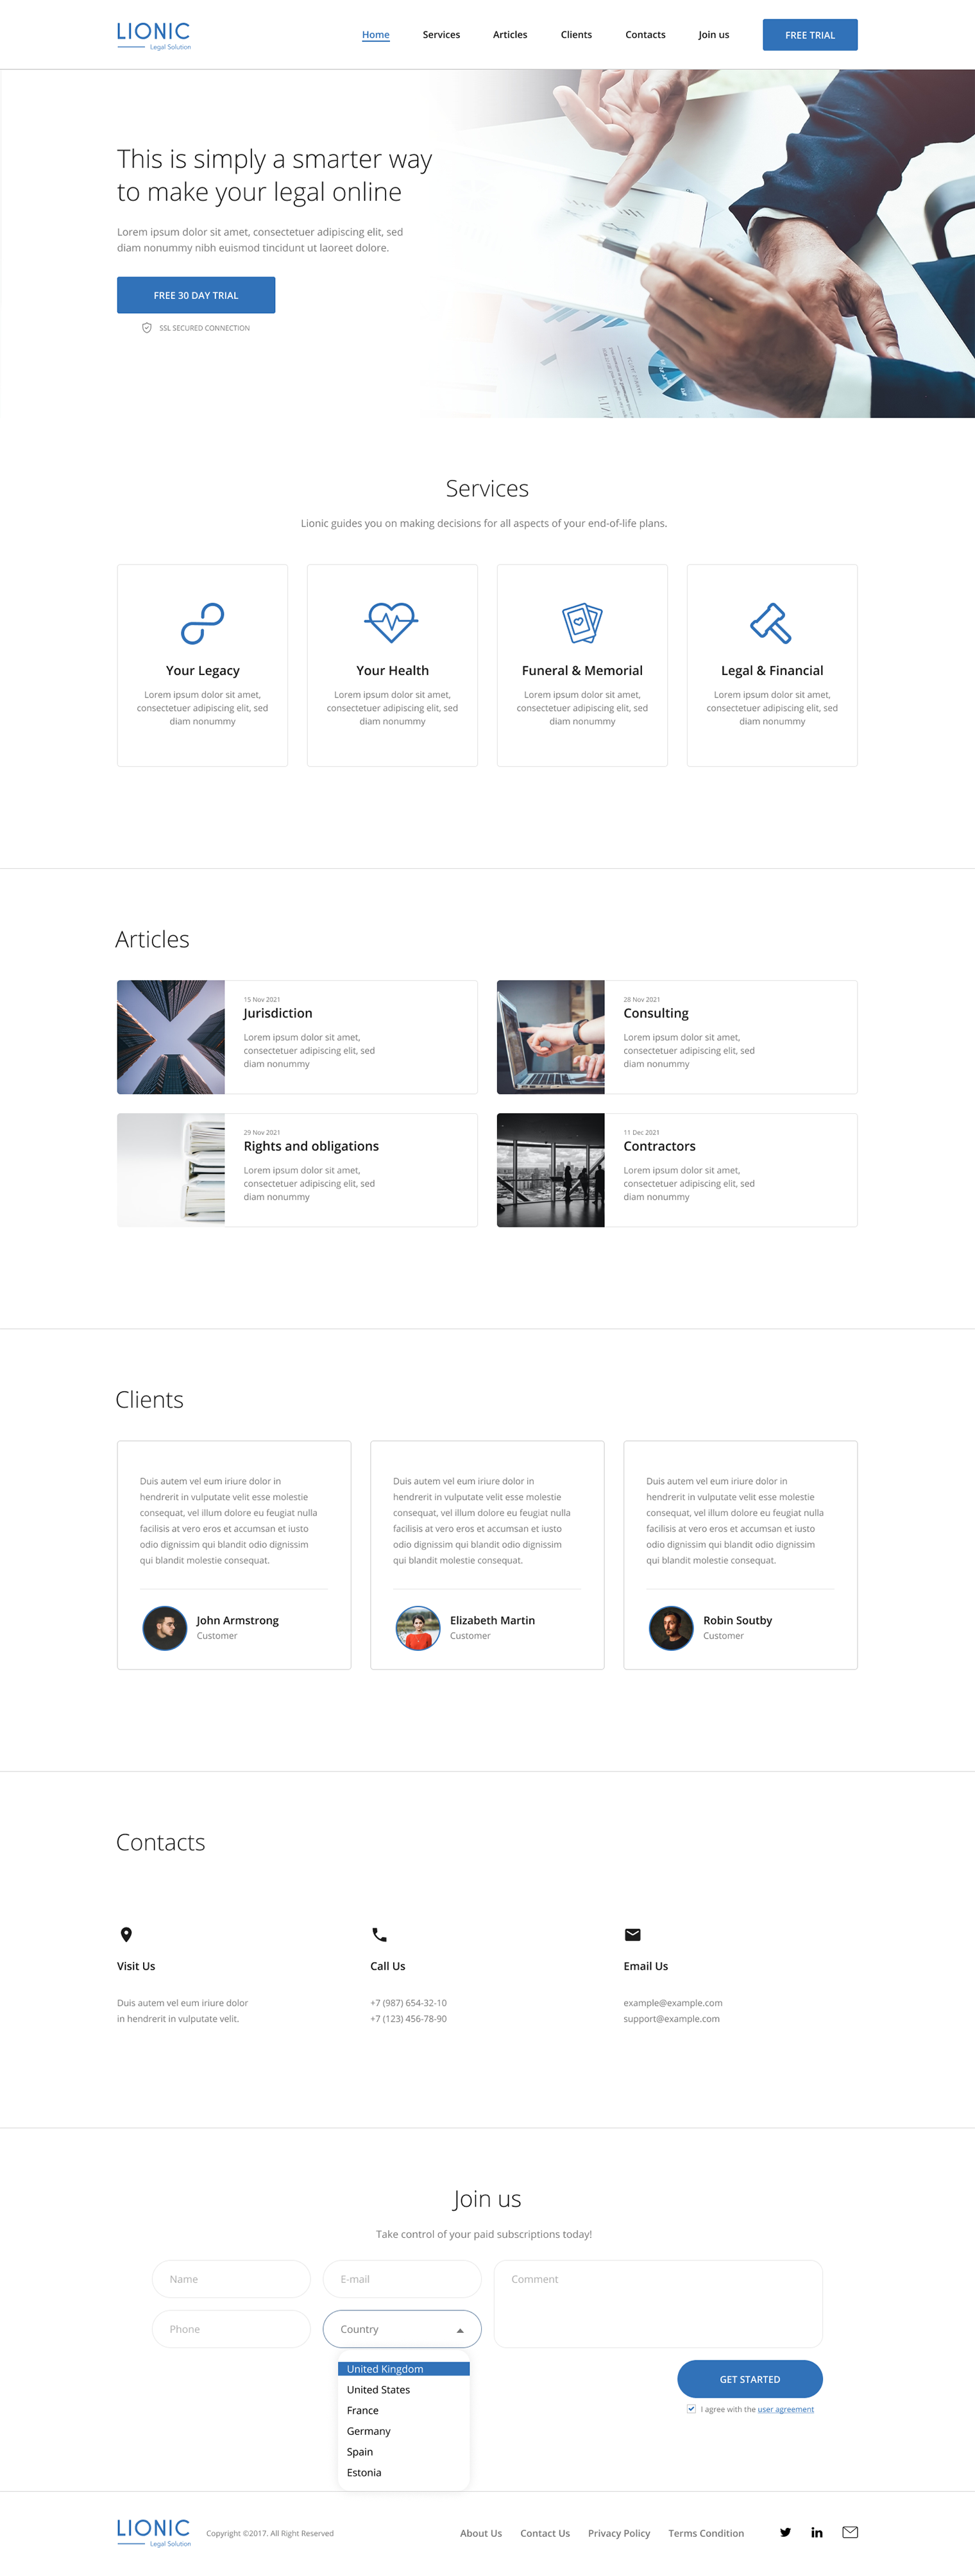 LIONIC
Legal Solution
Home Services Articles Clients Contacts Join us FREE TRIAL
This is simply a smarter way
to make your legal online
Lorem ipsum dolor sit amet, consectetuer adipiscing elit, sed
diam nonummy nibh euismod tincidunt ut laoreet dolore.
FREE 30 DAY TRIAL
SSL SECURED CONNECTION
Services
Lionic guides you on making decisions for all aspects of your end-of-life plans.
Your Legacy
Lorem ipsum dolor sit amet,
consectetuer adipiscing elit, sed
diam nonummy
Your Health
Lorem ipsum dolor sit amet,
consectetuer adipiscing elit, sed
diam nonummy
Funeral & Memorial
Lorem ipsum dolor sit amet,
consectetuer adipiscing elit, sed
diam nonummy
Legal & Financial
Lorem ipsum dolor sit amet,
consectetuer adipiscing elit, sed
diam nonummy
Articles
15 Nov 2021
Jurisdiction
Lorem ipsum dolor sit amet,
consectetuer adipiscing elit, sed
diam nonummy
28 Nov 2021
Consulting
Lorem ipsum dolor sit amet,
consectetuer adipiscing elit, sed
diam nonummy
29 Nov 2021
Rights and obligations
Lorem ipsum dolor sit amet,
consectetuer adipiscing elit, sed
diam nonummy
11 Dec 2021
Contractors
Lorem ipsum dolor sit amet,
consectetuer adipiscing elit, sed
diam nonummy
Clients
Duis autem vel eum iriure dolor in
hendrerit in vulputate velit esse molestie
consequat, vel illum dolore eu feugiat nulla
facilisis at vero eros et accumsan et iusto
odio dignissim qui blandit odio dignissim
qui blandit molestie consequat.
John Armstrong
Customer
Duis autem vel eum iriure dolor in
hendrerit in vulputate velit esse molestie
consequat, vel illum dolore eu feugiat nulla
facilisis at vero eros et accumsan et iusto
odio dignissim qui blandit odio dignissim
qui blandit molestie consequat.
Elizabeth Martin
Customer
Duis autem vel eum iriure dolor in
hendrerit in vulputate velit esse molestie
consequat, vel illum dolore eu feugiat nulla
facilisis at vero eros et accumsan et iusto
odio dignissim qui blandit odio dignissim
qui blandit molestie consequat.
Robin Soutby
Customer
Contacts
Visit Us
Duis autem vel eum iriure dolor
in hendrerit in vulputate velit.
Call Us
+7 (987) 654-32-10
+7 (123) 456-78-90
Email Us
example@example.com
support@example.com
Join us
Take control of your paid subscriptions today!
Name
E-mail
Comment
Phone
Country
United Kingdom
United States
France
Germany
Spain
Estonia
GET STARTED
I agree with the user agreement
LIONIC
Legal Solution
Copyright ©2017. All Right Reserved
About Us Contact Us Privacy Policy Terms Condition